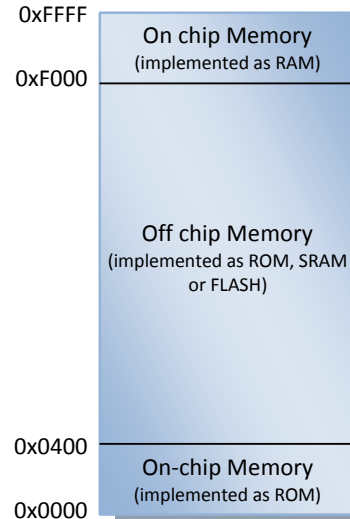 0xFFFF
On chip Memory
(implemented as RAM)
0xF000
Off chip Memory
(implemented as ROM, SRAM
or FLASH)
0x0400
On-chip Memory
(implemented as ROM)
0x0000